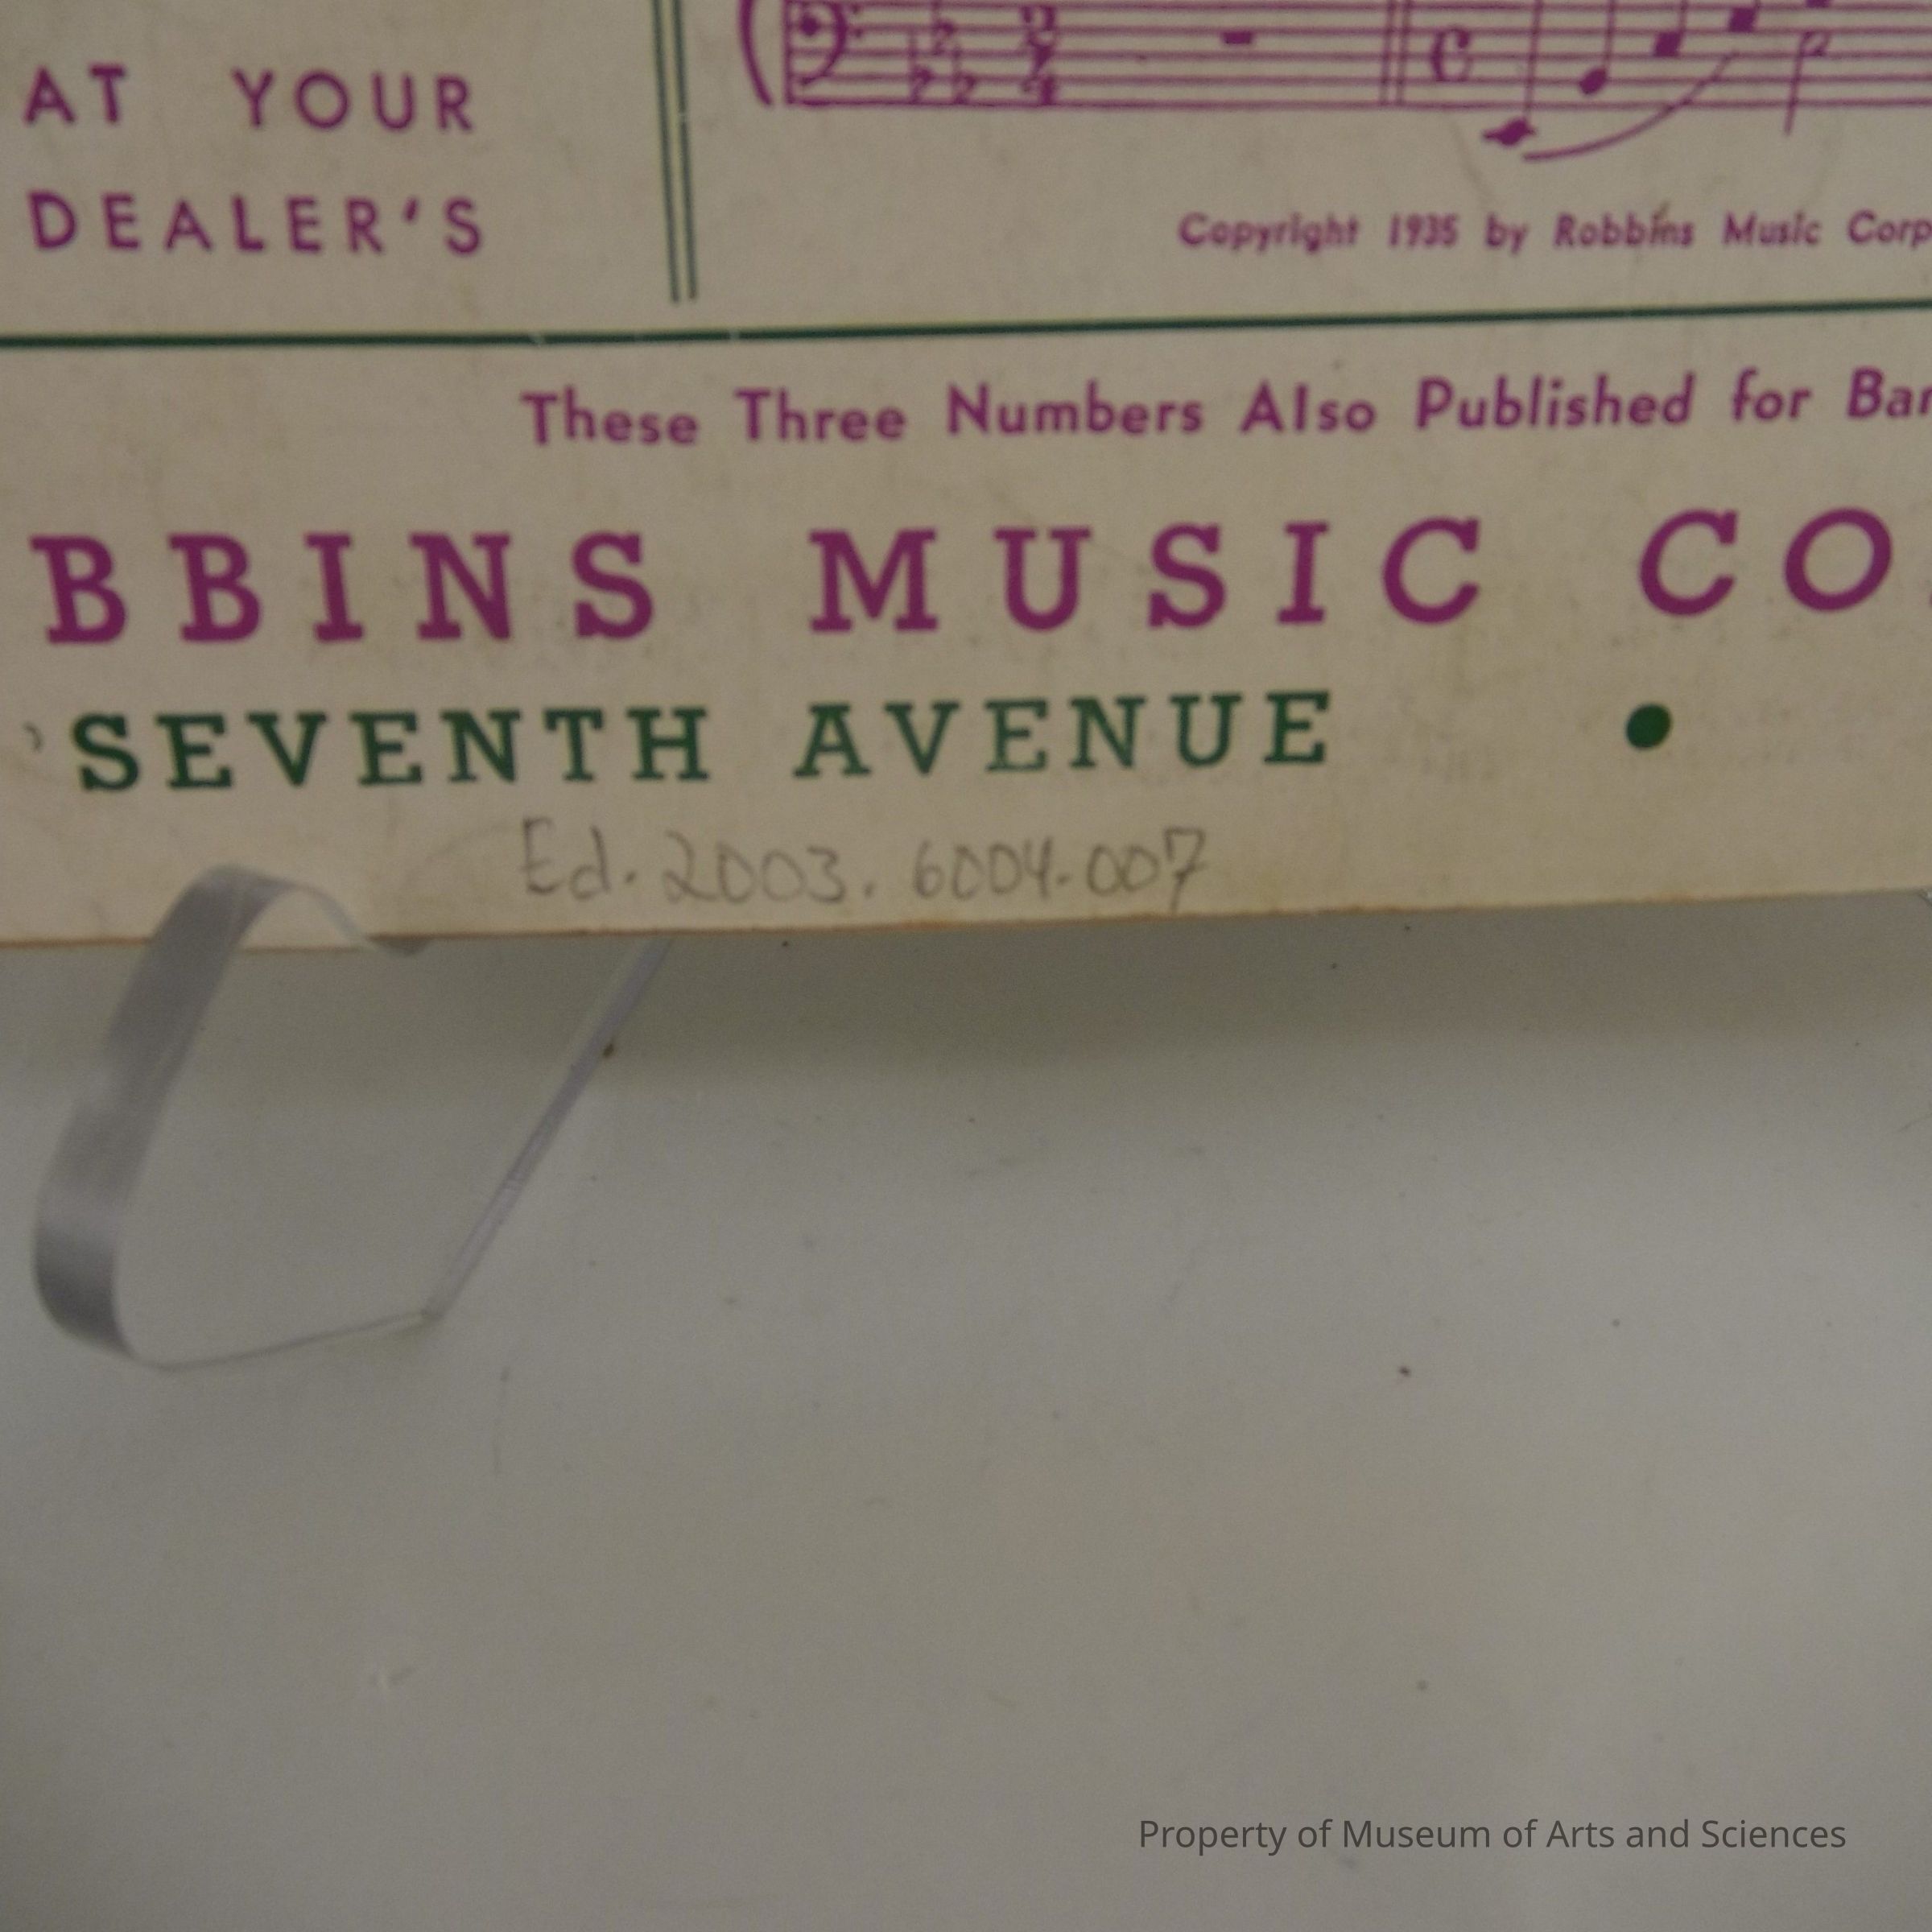 AT YOUR
DEALER'S
Copyright 1935 by Robbins Music Corp
These Three Numbers Also Published for Ban
BBINS MUSIC CO
SEVENTH AVENUE •
Ed. 2003. 6004.007
Property of Museum of Arts and Sciences